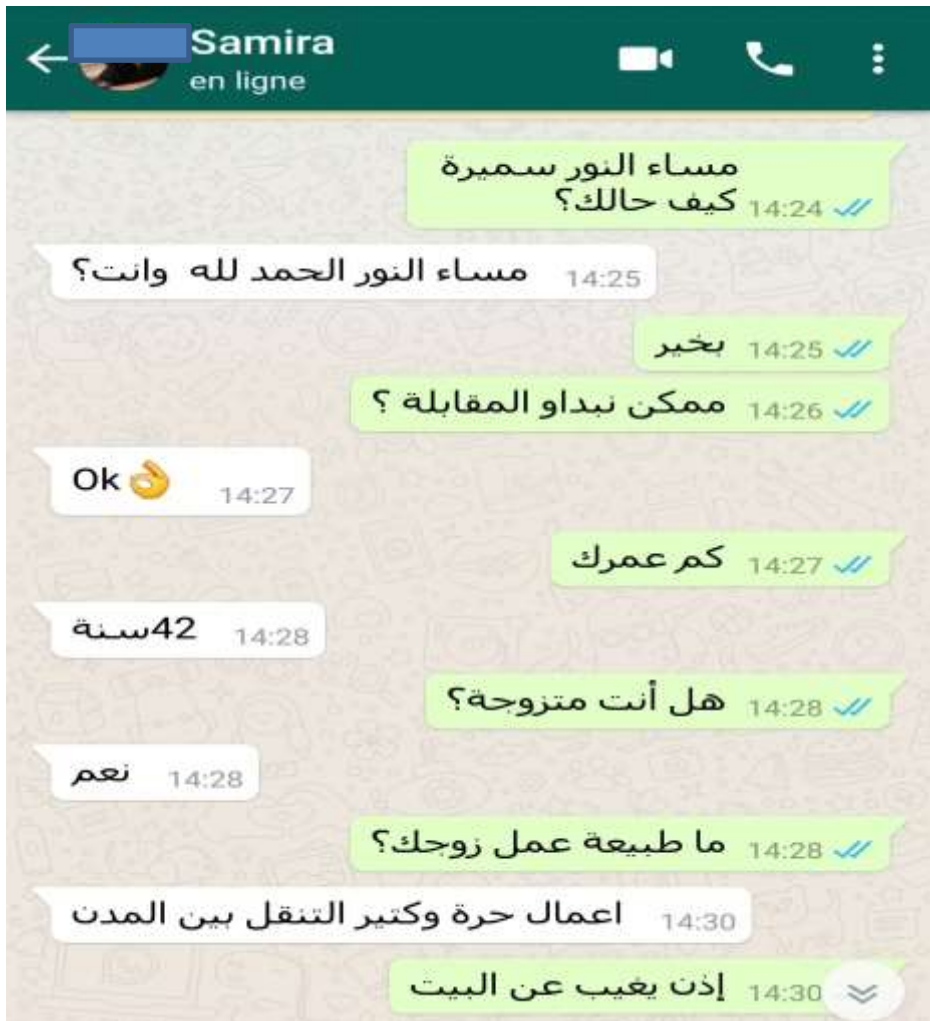 Samira
en ligne
مساء النور سميرة
كيف حالك؟ 14:24
مساء النور الحمد لله وانت؟ 14:25
بخير 14:25
ممكن نبداو المقابلة ؟ 14:26
Ok👌 14:27
كم عمرك 14:27
42سنة 14:28
هل أنت متزوجة؟ 14:28
نعم 14:28
ما طبيعة عمل زوجك؟ 14:28
اعمال حرة وكتير التنقل بين المدن 14:30
إذن يغيب عن البيت 14:30